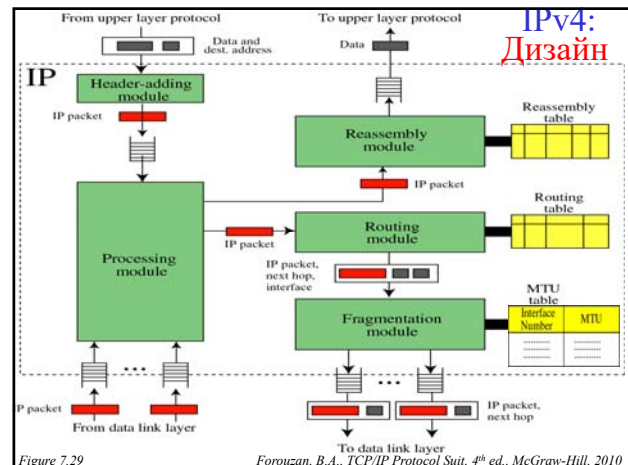 From upper layer protocol
To upper layer protocol
IPv4:
Дизайн
Data and
dest. address
Data
IP
Header-adding
module
IP packet
Reassembly
module
Reassembly
table
IP packet
Processing
module
IP packet
Routing
module
Routing
table
IP packet,
next hop,
interface
MTU
table
Interface
Number
MTU
Fragmentation
module
...
...
P packet
IP packet,
next hop
From data link layer
To data link layer
Figure 7.29
Forouzan, B.A., TCP/IP Protocol Suit, 4th ed., McGraw-Hill, 2010